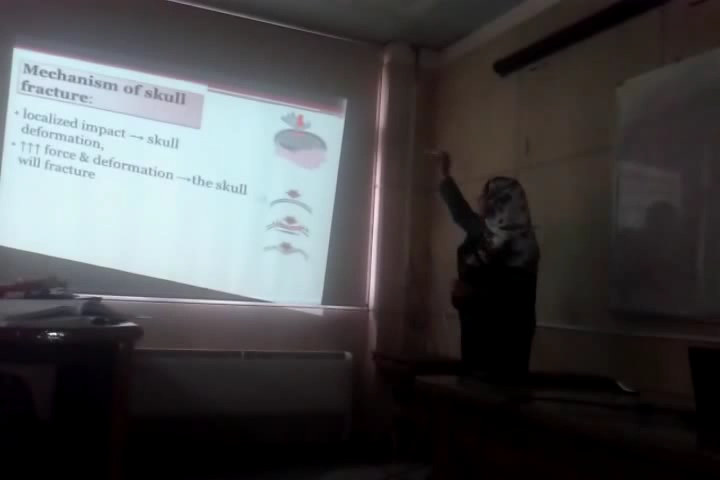 Mechanism of skull
fracture:
• localized impact → skull
deformation,
• ↑↑↑ force & deformation →the skull
will fracture